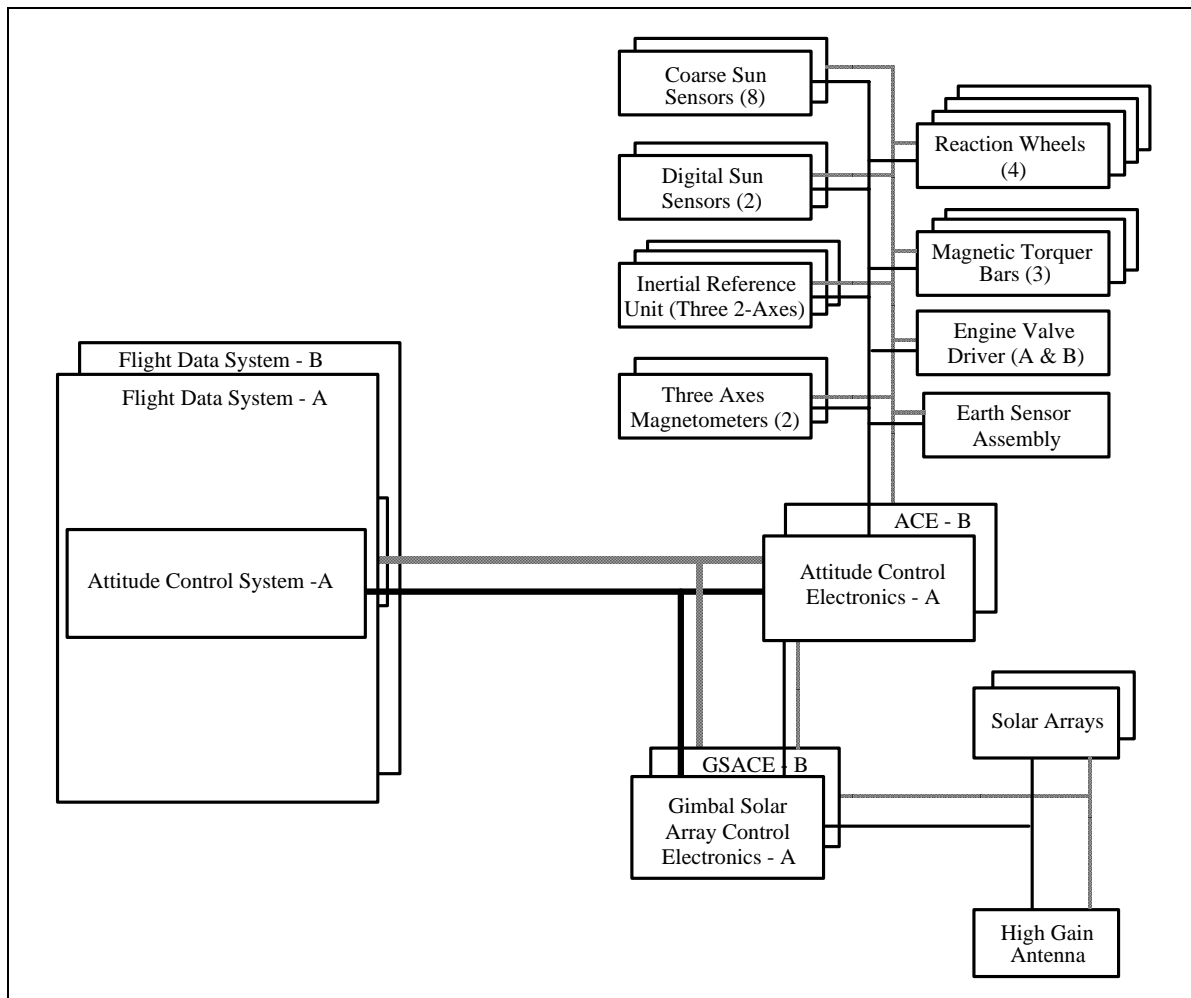 Coarse Sun
Sensors (8)
Reaction Wheels
(4)
Digital Sun
Sensors (2)
Magnetic Torquer
Bars (3)
Inertial Reference
Unit (Three 2-Axes)
Engine Valve
Driver (A & B)
Flight Data System - B
Flight Data System - A
Three Axes
Magnetometers (2)
Earth Sensor
Assembly
ACE - B
Attitude Control System -A
Attitude Control
Electronics - A
Solar Arrays
GSACE - B
Gimbal Solar
Array Control
Electronics - A
High Gain
Antenna